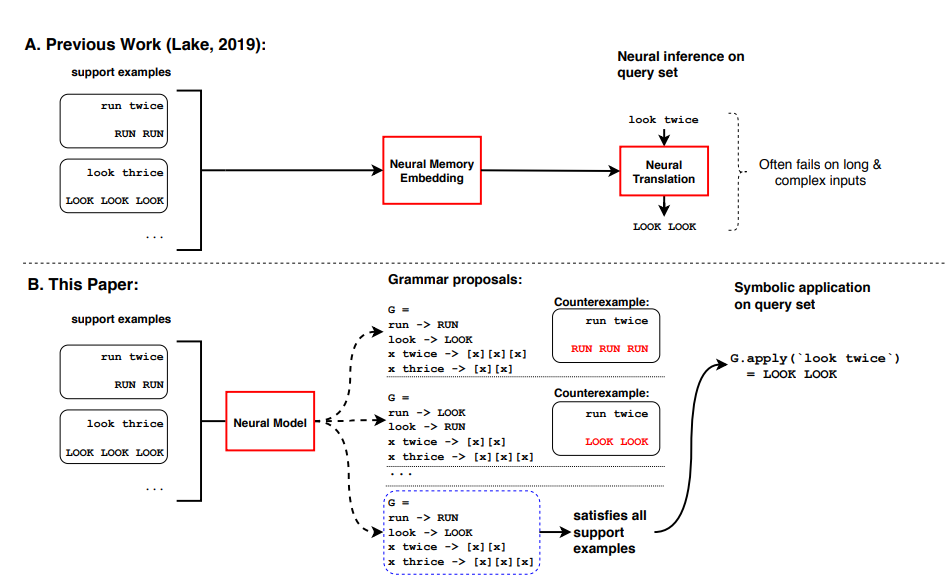 A. Previous Work (Lake, 2019):
support examples
run twice
RUN RUN
look thrice
LOOK LOOK LOOK
...
Neural Memory
Embedding
Neural inference on
query set
look twice
Neural
Translation
LOOK LOOK
Often fails on long &
complex inputs
B. This Paper:
support examples
run twice
RUN RUN
look thrice
LOOK LOOK LOOK
...
Neural Model
Grammar proposals:
G =
run -> RUN
look -> LOOK
x twice -> [x][x][x]
x thrice -> [x][x]
Counterexample:
run twice
RUN RUN RUN
G =
run -> LOOK
look -> RUN
x twice -> [x][x]
x thrice -> [x][x][x]
Counterexample:
run twice
LOOK LOOK
...
G =
run -> RUN
look -> LOOK
x twice -> [x][x]
x thrice -> [x][x][x]
satisfies all
support
examples
Symbolic application
on query set
G.apply(`look twice`)
= LOOK LOOK